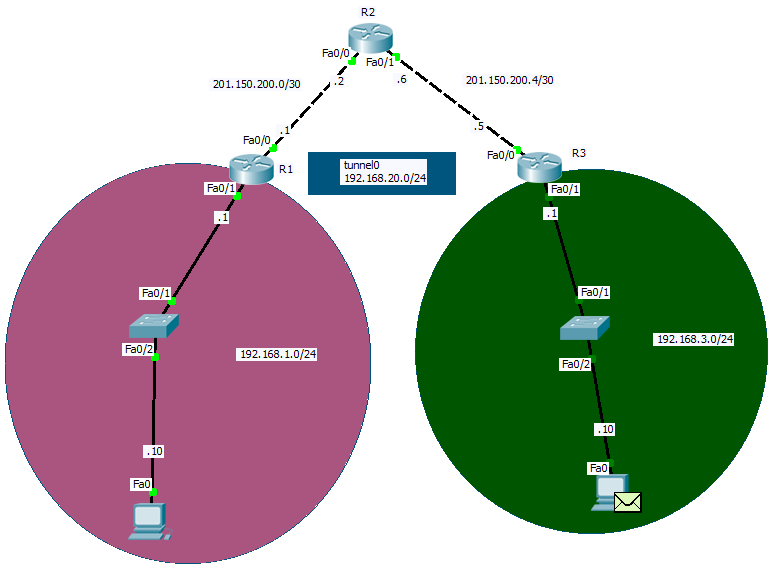 R2
Fa0/0
Fa0/1
201.150.200.0/30
.2
.6
201.150.200.4/30
.1
.5
Fa0/0
R1
tunnel0
192.168.20.0/24
Fa0/0
R3
Fa0/1
.1
Fa0/1
.1
Fa0/1
Fa0/2
192.168.1.0/24
.10
Fa0
Fa0/1
192.168.3.0/24
Fa0/2
.10
Fa0